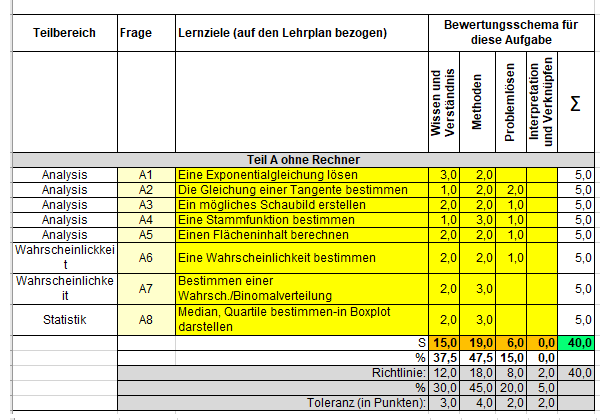 Teilbereich Frage Lernziele (auf den Lehrplan bezogen) Bewertungsschema für
diese Aufgabe
Wissen und
Verständnis
Methoden
Problemlösen
Interpretation
und Verknüpfen
Σ
Teil A ohne Rechner
Analysis A1 Eine Exponentialgleichung lösen 3,0 2,0 5,0
Analysis A2 Die Gleichung einer Tangente bestimmen 1,0 2,0 2,0 5,0
Analysis A3 Ein mögliches Schaubild erstellen 2,0 2,0 1,0 5,0
Analysis A4 Eine Stammfunktion bestimmen 1,0 3,0 1,0 5,0
Analysis A5 Einen Flächeninhalt berechnen 2,0 2,0 1,0 5,0
Wahrscheinlickkei
t A6 Eine Wahrscheinlichkeit bestimmen 2,0 2,0 1,0 5,0
Wahrscheinlichke
it A7 Bestimmen einer
Wahrsch./Binomalverteilung 2,0 3,0 5,0
Statistik A8 Median, Quartile bestimmen-in Boxplot
darstellen 2,0 3,0 5,0
S 15,0 19,0 6,0 0,0 40,0
% 37,5 47,5 15,0 0,0
Richtlinie: 12,0 18,0 8,0 2,0 40,0
% 30,0 45,0 20,0 5,0
Toleranz (in Punkten): 3,0 4,0 2,0 2,0